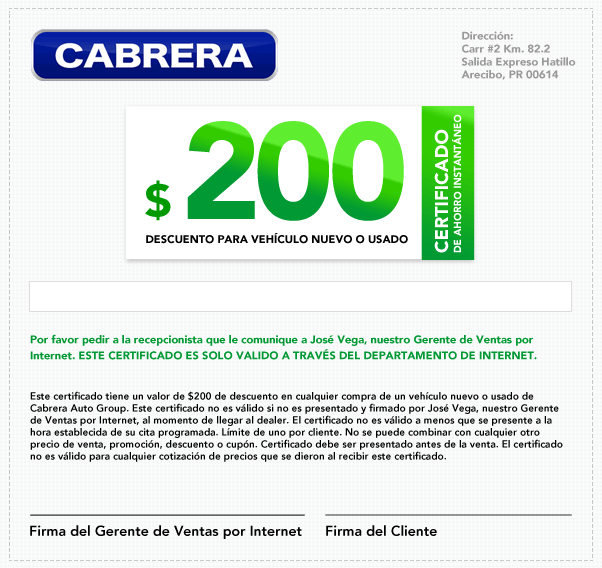 CABRERA
Dirección:
Carr #2 Km. 82.2
Salida Expreso Hatillo
Arecibo, PR 00614
$200
DESCUENTO PARA VEHÍCULO NUEVO O USADO
CERTIFICADO
DE AHORRO INSTANTÁNEO
Por favor pedir a la recepcionista que le comunique a José Vega, nuestro Gerente de Ventas por
Internet. ESTE CERTIFICADO ES SOLO VALIDO A TRAVÉS DEL DEPARTAMENTO DE INTERNET.
Este certificado tiene un valor de $200 de descuento en cualquier compra de un vehículo nuevo o usado de
Cabrera Auto Group. Este certificado no es válido si no es presentado y firmado por José Vega, nuestro Gerente
de Ventas por Internet, al momento de llegar al dealer. El certificado no es válido a menos que se presente a la
hora establecida de su cita programada. Límite de uno por cliente. No se puede combinar con cualquier otro
precio de venta, promoción, descuento o cupón. Certificado debe ser presentado antes de la venta. El certificado
no es válido para cualquier cotización de precios que se dieron al recibir este certificado.
Firma del Gerente de Ventas por Internet
Firma del Cliente